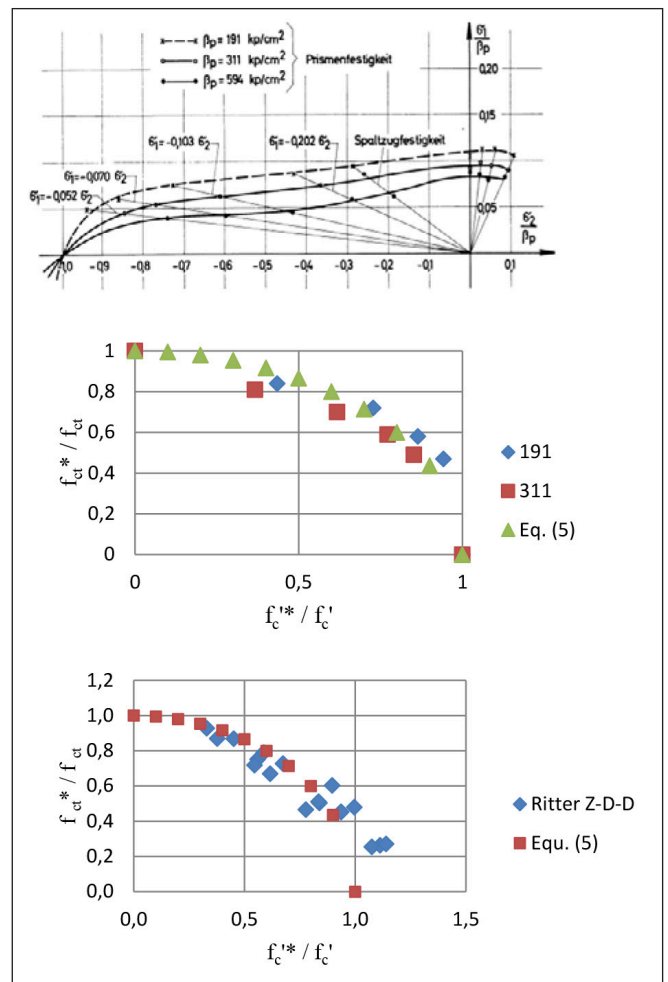 σ₁
βp
×---× βp = 191 kp/cm²
βp = 311 kp/cm²
βp = 594 kp/cm²
Prismenfestigkeit
0,20
0,15
σ₁=-0,103 σ₂
σ₁=-0,202 σ₂
Spaltzugfestigkeit
σ₁=-0,070 σ₂
σ₁=-0,052 σ₂
0,05
σ₂
βp
-1,0 -0,9 -0,8 -0,7 -0,6 -0,5 -0,4 -0,3 -0,2 -0,1 0 0,1
1
0,8
0,6
0,4
0,2
0
fct* / fct
0 0,5 1
fc'* / fc'
191
311
Eq. (5)
1,2
1,0
0,8
0,6
0,4
0,2
0,0
fct* / fct
0,0 0,5 1,0 1,5
fc'* / fc'
Ritter Z-D-D
Equ. (5)